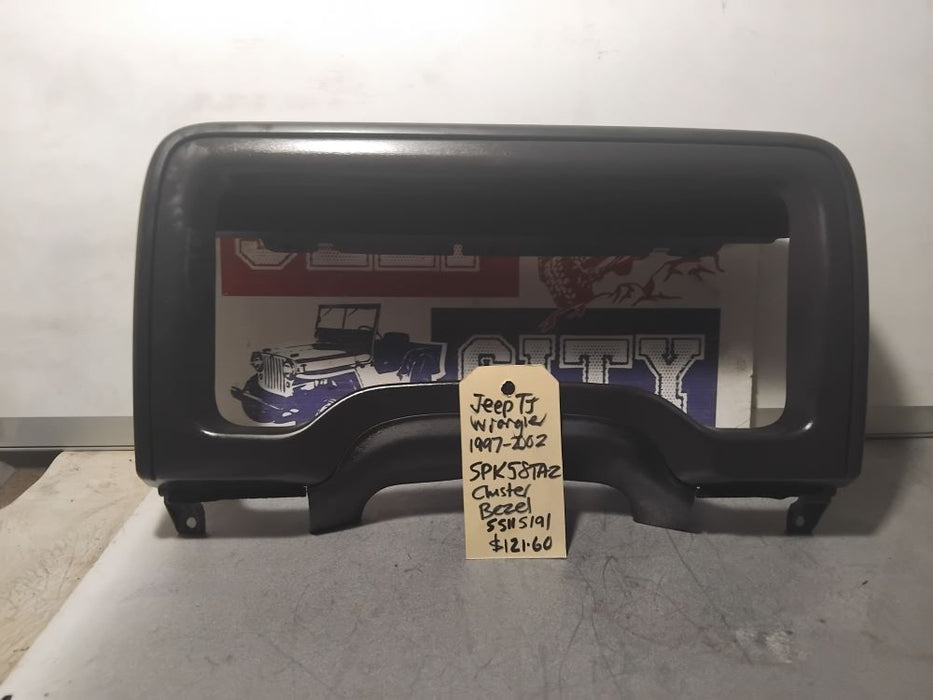 CITY
Jeep TJ
Wrangler
1997-2002
SPK58TAZ
Cluster
Bezel
55115191
$121.60